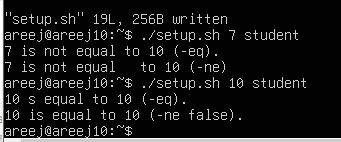 "setup.sh" 19L, 256B written
areej@areej10:~$ ./setup.sh 7 student
7 is not equal to 10 (-eq).
7 is not equal   to 10 (-ne)
areej@areej10:~$ ./setup.sh 10 student
10 s equal to 10 (-eq).
10 is equal to 10 (-ne false).
areej@areej10:~$